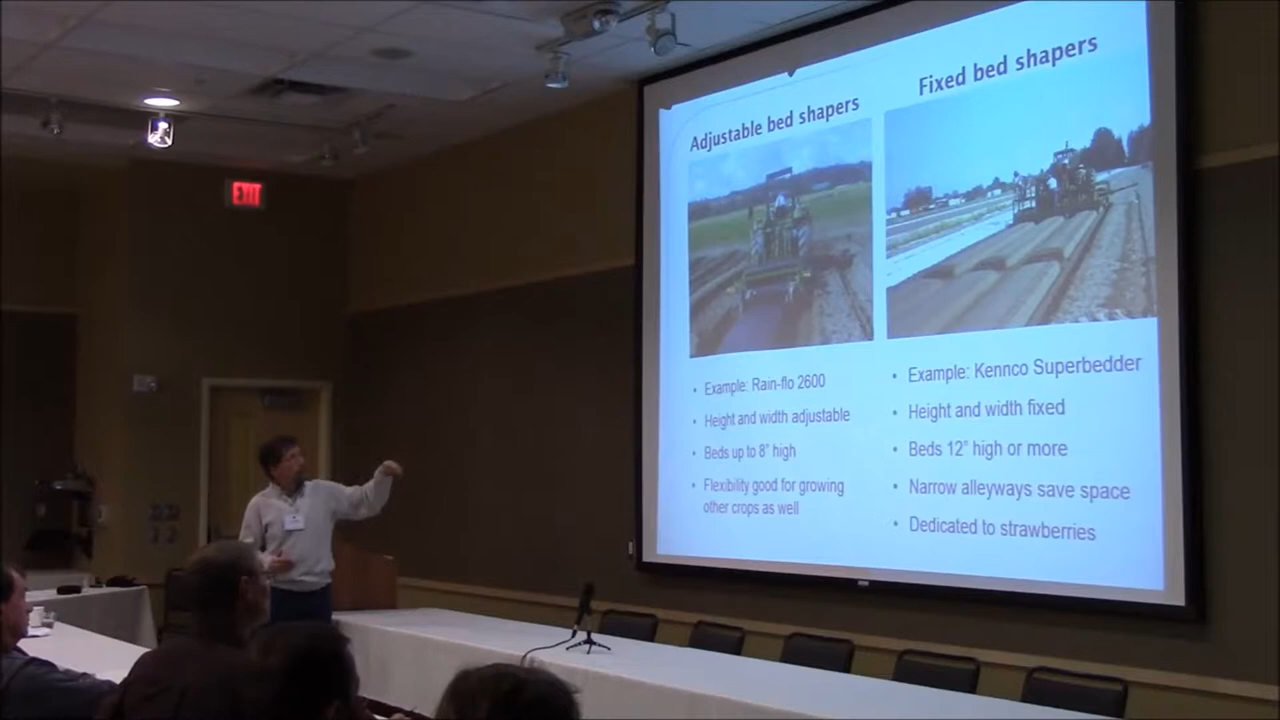 EXIT
Adjustable bed shapers
Fixed bed shapers
• Example: Rain-flo 2600
• Height and width adjustable
• Beds up to 8" high
• Flexibility good for growing
other crops as well
• Example: Kennco Superbedder
• Height and width fixed
• Beds 12" high or more
• Narrow alleyways save space
• Dedicated to strawberries